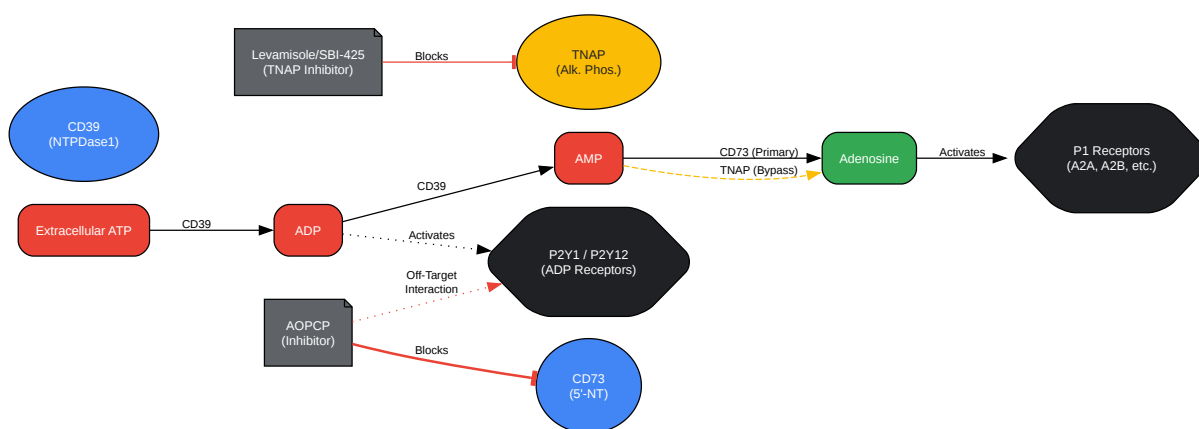 Levamisole/SBI-425
(TNAP Inhibitor)
Blocks
TNAP
(Alk. Phos.)
CD39
(NTPDase1)
AMP
CD73 (Primary)
TNAP (Bypass)
Adenosine
Activates
P1 Receptors
(A2A, A2B, etc.)
CD39
Extracellular ATP
CD39
ADP
Activates
P2Y1 / P2Y12
(ADP Receptors)
Off-Target
Interaction
AOPCP
(Inhibitor)
Blocks
CD73
(5'-NT)